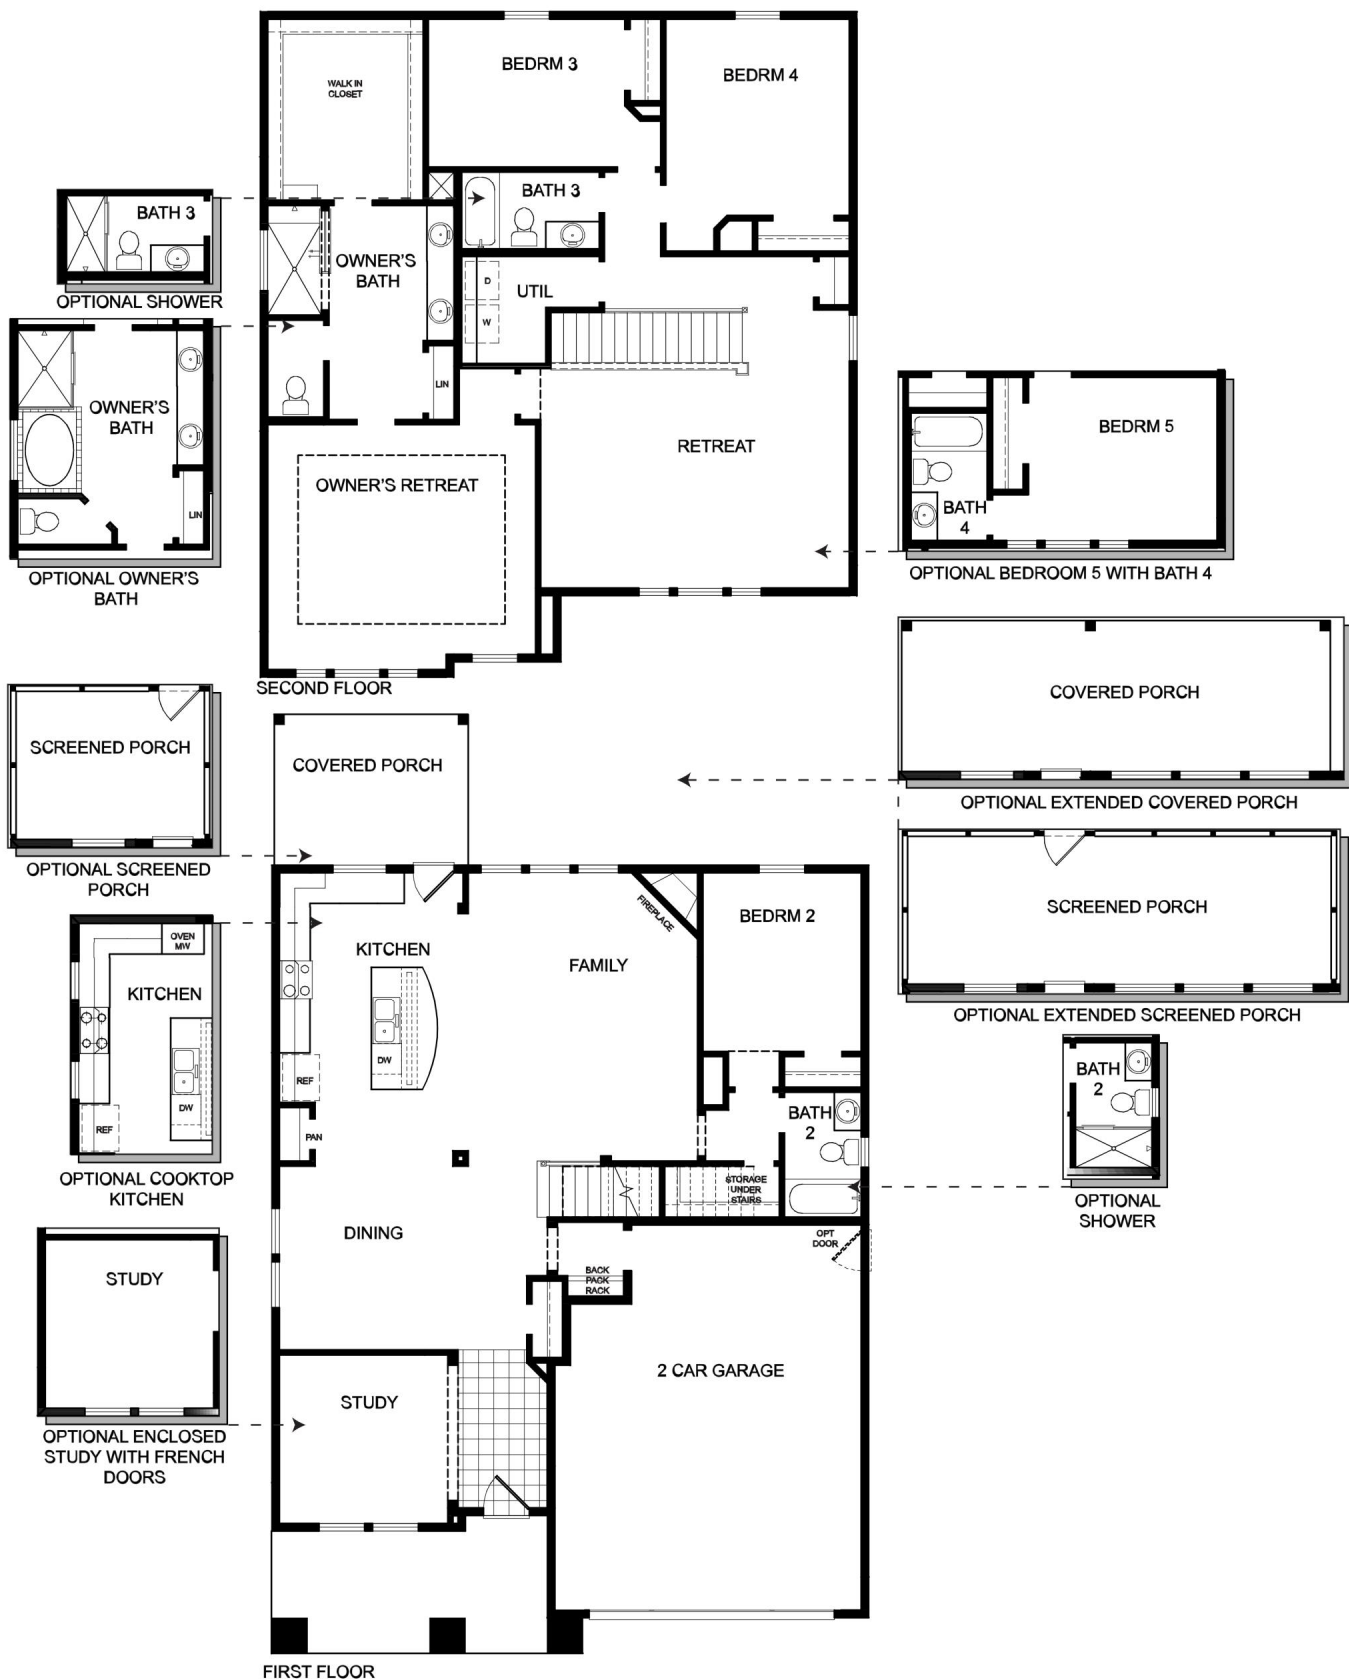 WALK IN
CLOSET
BEDRM 3
BEDRM 4
BATH 3
OPTIONAL SHOWER
BATH 3
OWNER'S
BATH
D
W
UTIL
LIN
OWNER'S
BATH
LIN
OPTIONAL OWNER'S
BATH
OWNER'S RETREAT
RETREAT
BEDRM 5
BATH
4
OPTIONAL BEDROOM 5 WITH BATH 4
SECOND FLOOR
COVERED PORCH
OPTIONAL EXTENDED COVERED PORCH
SCREENED PORCH
OPTIONAL SCREENED
PORCH
COVERED PORCH
SCREENED PORCH
OPTIONAL EXTENDED SCREENED PORCH
OVEN
MW
KITCHEN
DW
REF
OPTIONAL COOKTOP
KITCHEN
KITCHEN
DW
REF
PAN
FAMILY
FIREPLACE
BEDRM 2
BATH
2
BATH
2
OPTIONAL
SHOWER
STORAGE
UNDER
STAIRS
DINING
OPT
DOOR
BACK
PACK
RACK
STUDY
OPTIONAL ENCLOSED
STUDY WITH FRENCH
DOORS
STUDY
2 CAR GARAGE
FIRST FLOOR